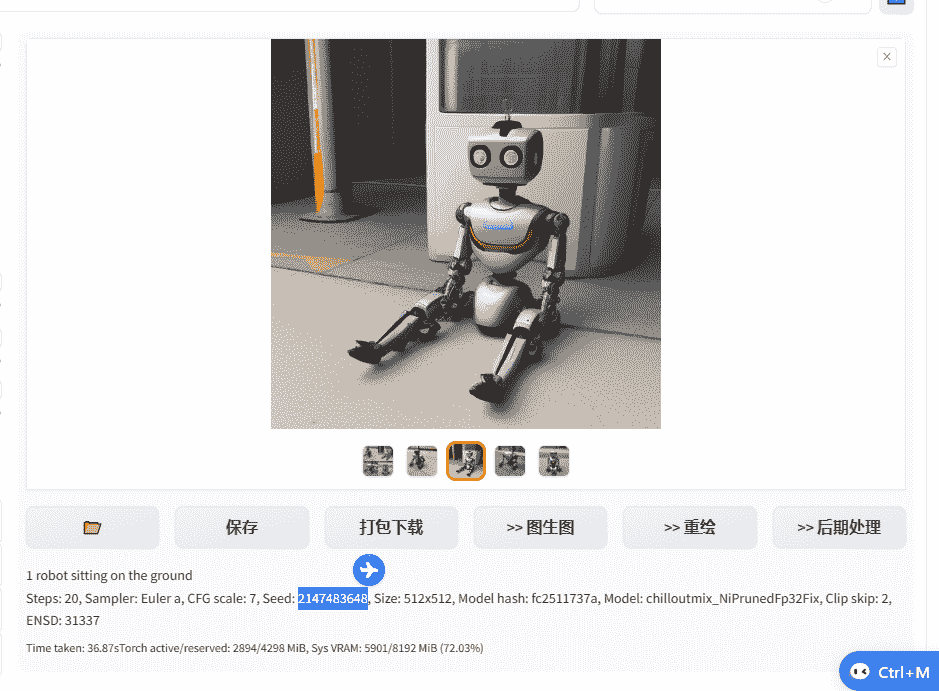 保存
打包下载
>> 图生图
>> 重绘
>> 后期处理
1 robot sitting on the ground
Steps: 20, Sampler: Euler a, CFG scale: 7, Seed: 2147483648, Size: 512x512, Model hash: fc2511737a, Model: chilloutmix_NiPrunedFp32Fix, Clip skip: 2,
ENSD: 31337
Time taken: 36.87sTorch active/reserved: 2894/4298 MiB, Sys VRAM: 5901/8192 MiB (72.03%)
Ctrl+M